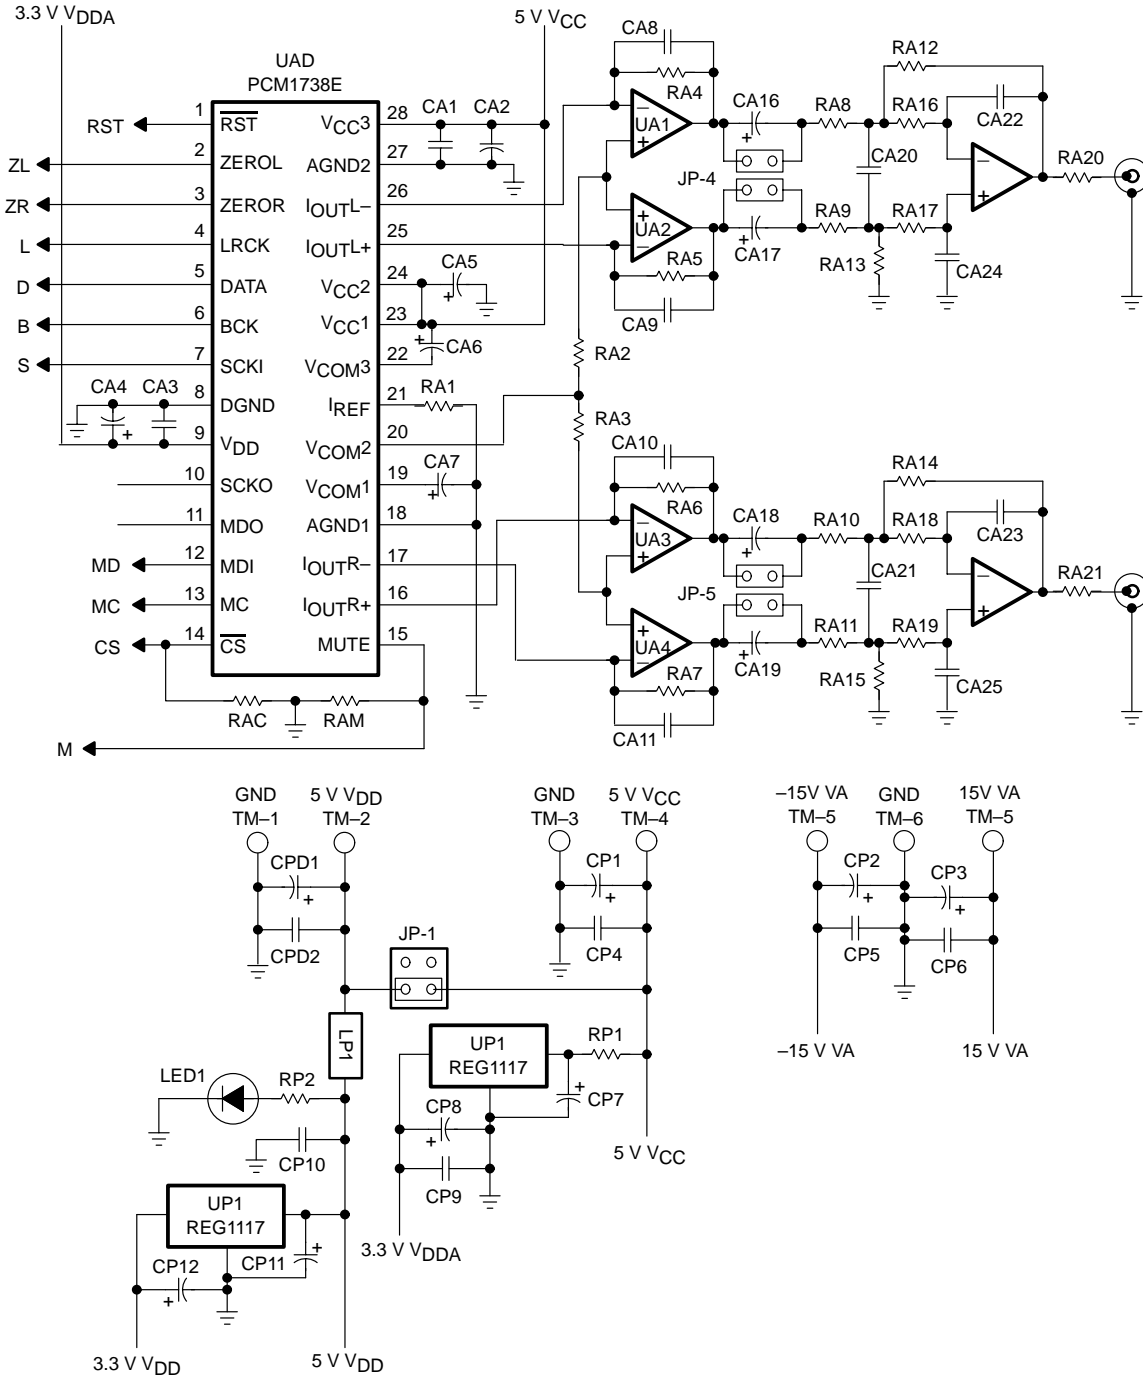 3.3 V VDDA
5 V VCC
UAD
PCM1738E
RST
1
RST
ZL
2
ZEROL
ZR
3
ZEROR
L
4
LRCK
D
5
DATA
B
6
BCK
S
7
SCKI
CA4
CA3
8
DGND
9
VDD
10
SCKO
11
MDO
MD
12
MDI
MC
13
MC
CS
14
CS
VCC3
28
AGND2
27
IOUTL–
26
IOUTL+
25
VCC2
24
VCC1
23
VCOM3
22
IREF
21
VCOM2
20
VCOM1
19
AGND1
18
IOUTR–
17
IOUTR+
16
MUTE
15
CA1
CA2
CA5
+
CA6
+
RA1
CA7
+
+
RAC
RAM
M
CA8
RA4
–
UA1
+
CA16
+
RA8
RA12
RA16
CA22
CA20
JP-4
–
+
RA20
+
UA2
–
CA17
+
RA9
RA17
RA5
RA13
CA24
CA9
RA2
RA3
CA10
RA6
–
UA3
+
CA18
+
RA10
RA14
RA18
CA23
CA21
JP-5
–
+
RA21
+
UA4
–
CA19
+
RA11
RA19
RA7
RA15
CA25
CA11
GND
TM–1
5 V VDD
TM–2
CPD1
+
CPD2
GND
TM–3
5 V VCC
TM–4
CP1
+
CP4
–15V VA
TM–5
GND
TM–6
15V VA
TM–5
CP2
+
CP3
+
CP5
CP6
–15 V VA
15 V VA
JP-1
LP1
UP1
REG1117
RP1
+
CP7
LED1
RP2
CP8
+
CP9
CP10
5 V VCC
3.3 V VDDA
UP1
REG1117
CP11
+
CP12
+
3.3 V VDD
5 V VDD